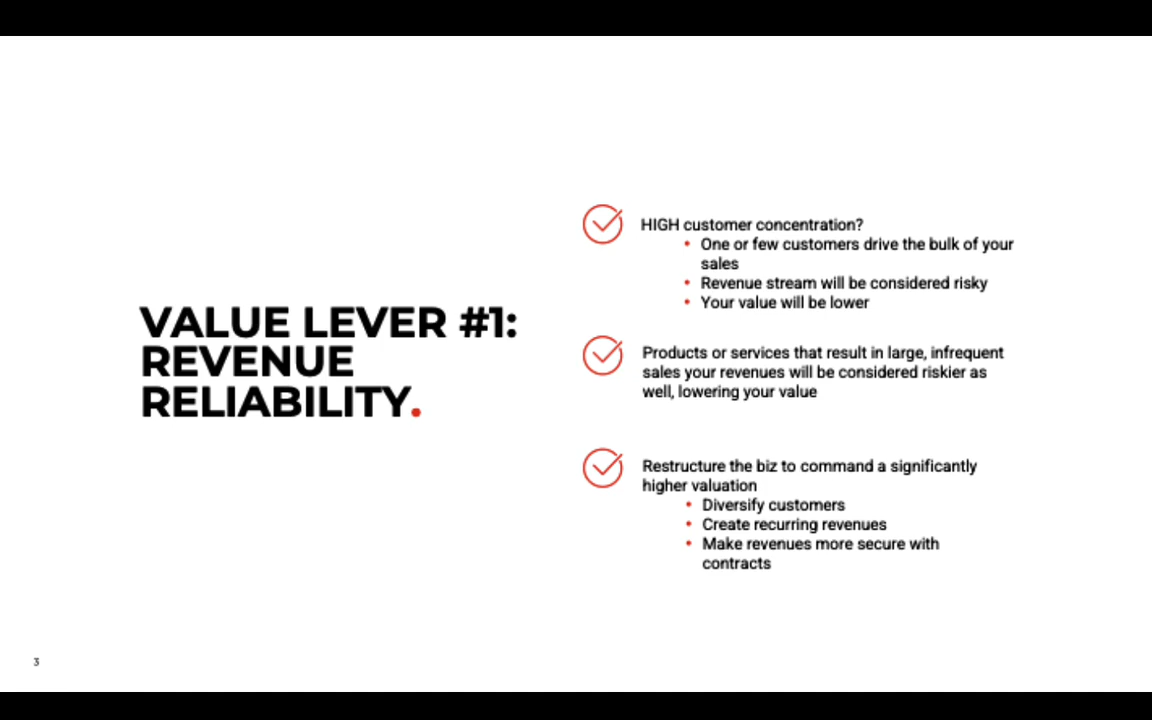 VALUE LEVER #1:
REVENUE
RELIABILITY.
HIGH customer concentration?
• One or few customers drive the bulk of your
sales
• Revenue stream will be considered risky
• Your value will be lower
Products or services that result in large, infrequent
sales your revenues will be considered riskier as
well, lowering your value
Restructure the biz to command a significantly
higher valuation
• Diversify customers
• Create recurring revenues
• Make revenues more secure with
contracts
3